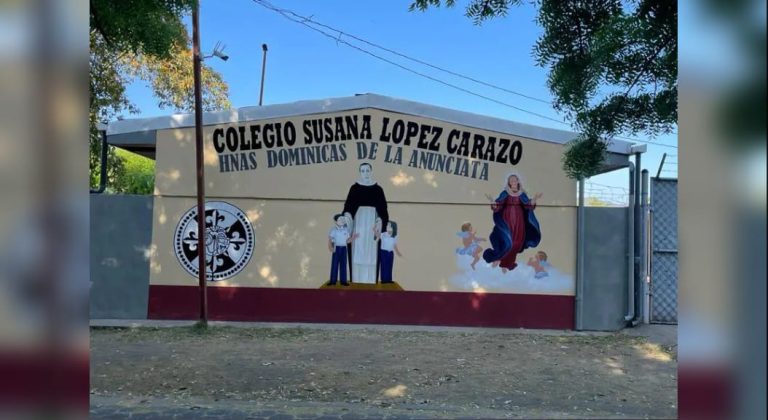 COLEGIO SUSANA LOPEZ CARAZO
HNAS DOMINICAS DE LA ANUNCIATA